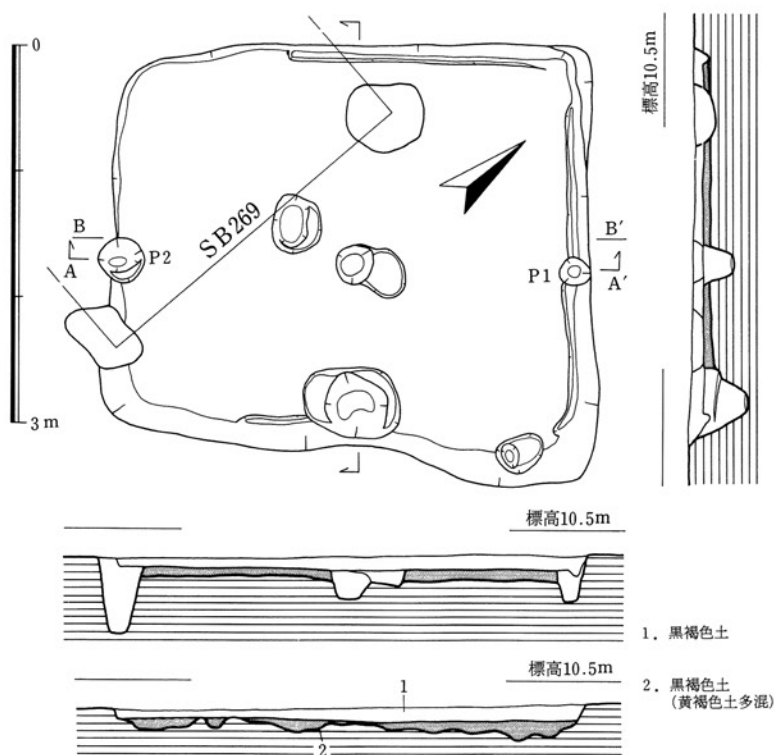 0
3m
SB269
B
A
P2
P1
B′
A′
標高10.5m
標高10.5m
1. 黒褐色土
標高10.5m
1
2
2. 黒褐色土
(黄褐色土多混)